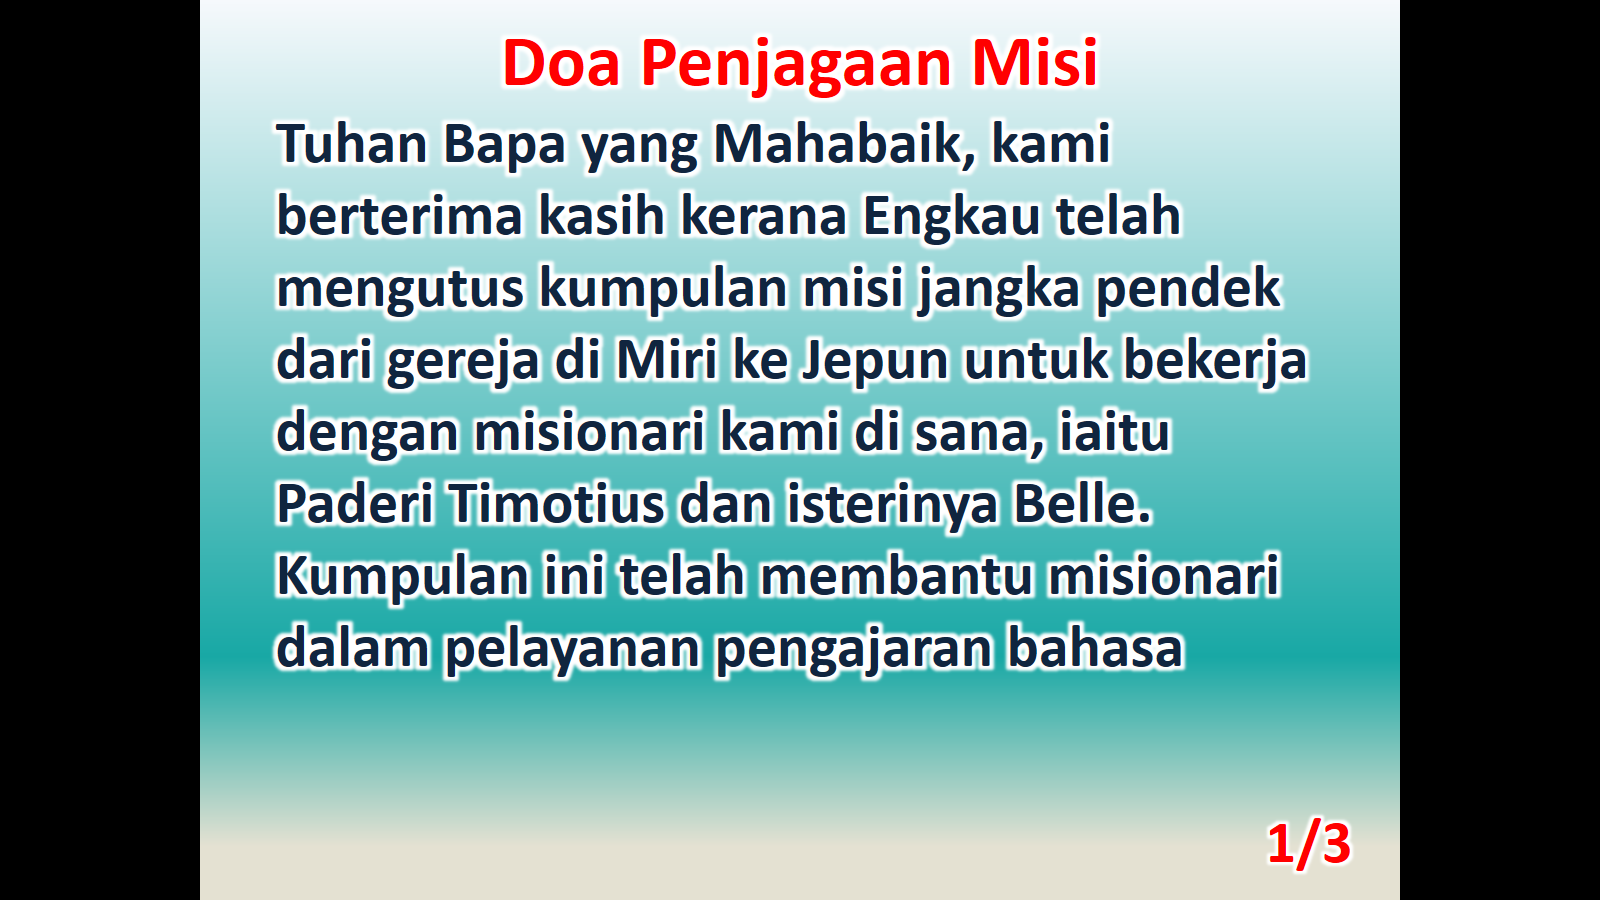 Doa Penjagaan Misi
Tuhan Bapa yang Mahabaik, kami
berterima kasih kerana Engkau telah
mengutus kumpulan misi jangka pendek
dari gereja di Miri ke Jepun untuk bekerja
dengan misionari kami di sana, iaitu
Paderi Timotius dan isterinya Belle.
Kumpulan ini telah membantu misionari
dalam pelayanan pengajaran bahasa
1/3